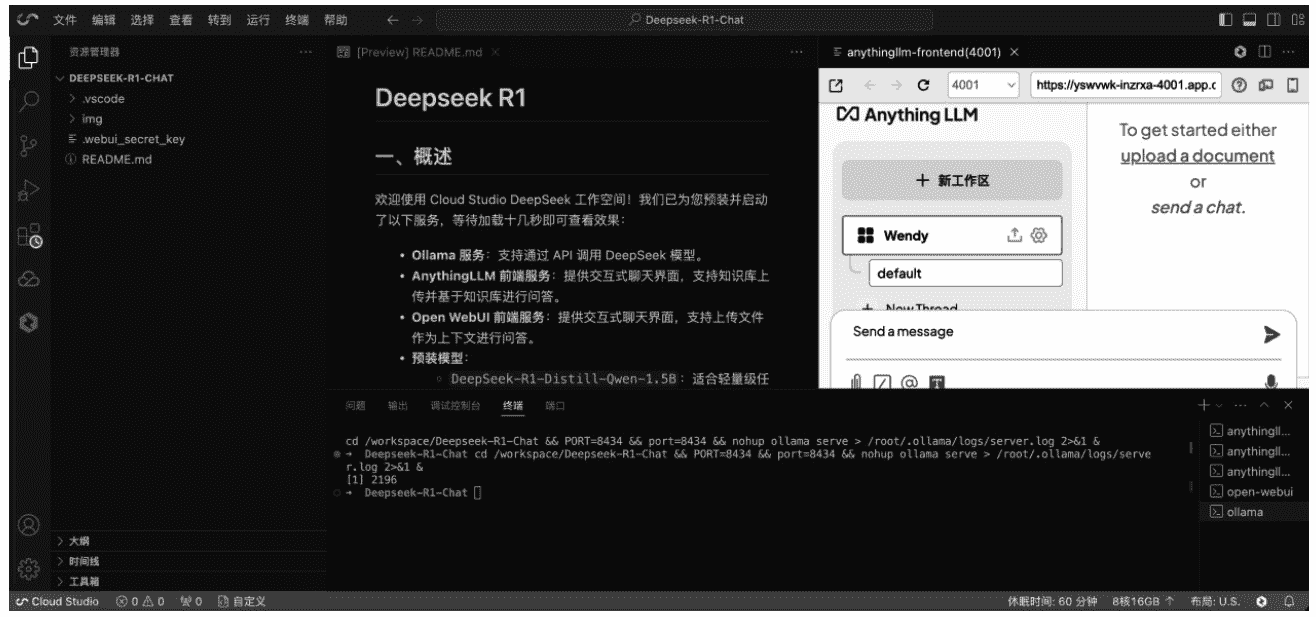 文件 编辑 选择 查看 转到 运行 终端 帮助
Deepseek-R1-Chat
资源管理器
DEEPSEEK-R1-CHAT
.vscode
img
.webui_secret_key
README.md
大纲
时间线
工具箱
[Preview] README.md
Deepseek R1
一、概述
欢迎使用 Cloud Studio DeepSeek 工作空间！我们已为您预装并启动
了以下服务，等待加载十几秒即可查看效果：
• Ollama 服务：支持通过 API 调用 DeepSeek 模型。
• AnythingLLM 前端服务：提供交互式聊天界面，支持知识库上
传并基于知识库进行问答。
• Open WebUI 前端服务：提供交互式聊天界面，支持上传文件
作为上下文进行问答。
• 预装模型：
◦ DeepSeek-R1-Distill-Qwen-1.5B：适合轻量级任
anythingllm-frontend(4001)
4001
https://yswvwk-inzrxa-4001.app.c
Anything LLM
+ 新工作区
Wendy
default
+ New Thread
To get started either
upload a document
or
send a chat.
Send a message
问题 输出 调试控制台 终端 端口
cd /workspace/Deepseek-R1-Chat && PORT=8434 && port=8434 && nohup ollama serve > /root/.ollama/logs/server.log 2>&1 &
→ Deepseek-R1-Chat cd /workspace/Deepseek-R1-Chat && PORT=8434 && port=8434 && nohup ollama serve > /root/.ollama/logs/serve
r.log 2>&1 &
[1] 2196
→ Deepseek-R1-Chat
anythingll...
anythingll...
anythingll...
open-webui
ollama
Cloud Studio 0 0 0 自定义
休眠时间: 60 分钟 8核16GB 布局: U.S.